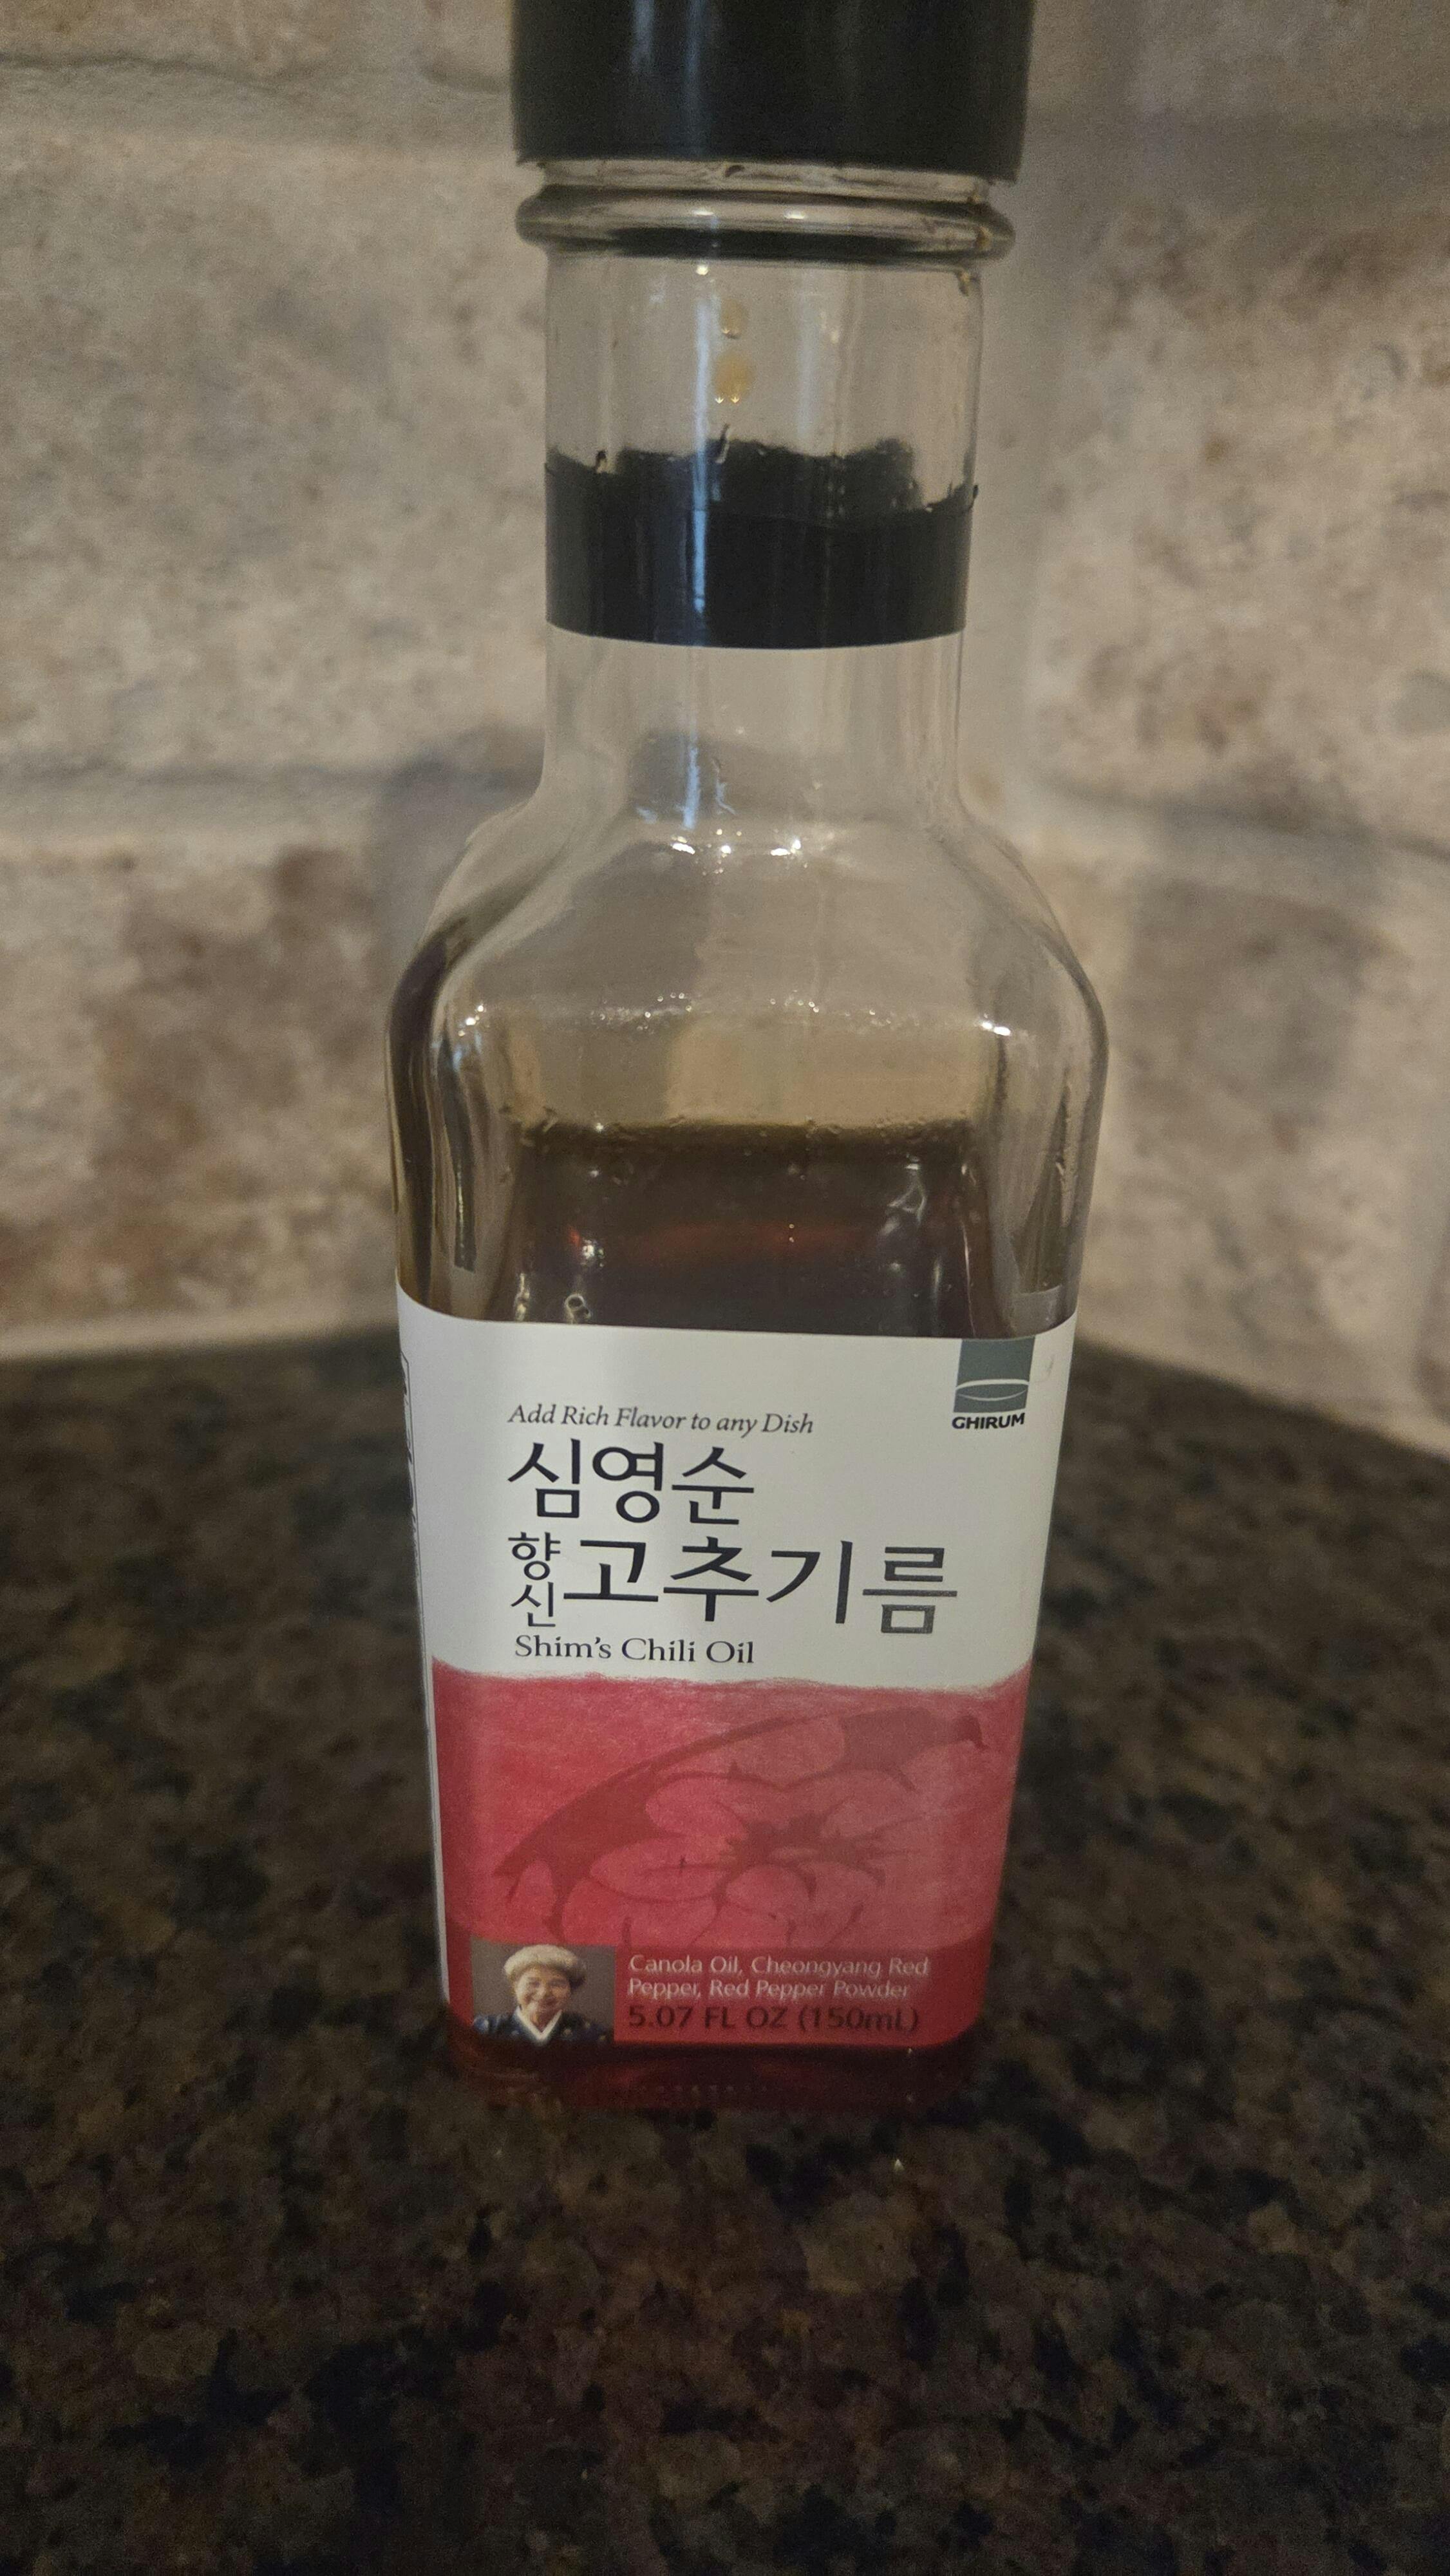 GHIRUM
Add Rich Flavor to any Dish
심영순
향신 고추기름
Shim's Chili Oil
Canola Oil, Cheongyang Red
Pepper, Red Pepper Powder
5.07 FL OZ (150mL)